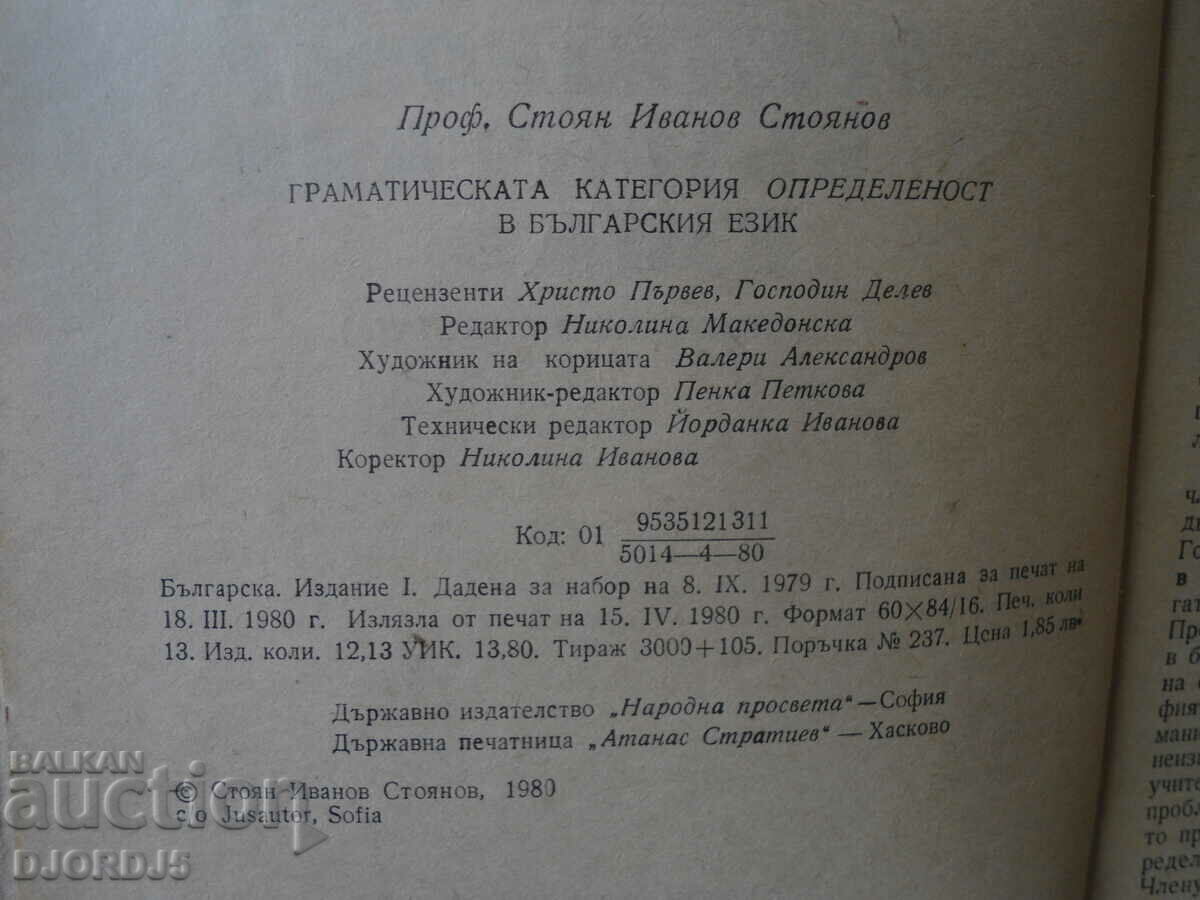 Проф. Стоян Иванов Стоянов
ГРАМАТИЧЕСКАТА КАТЕГОРИЯ ОПРЕДЕЛЕНОСТ
В БЪЛГАРСКИЯ ЕЗИК
Рецензенти Христо Първев, Господин Делев
Редактор Николина Македонска
Художник на корицата Валери Александров
Художник-редактор Пенка Петкова
Технически редактор Йорданка Иванова
Коректор Николина Иванова
Код: 01 9535121311
5014—4—80
Българска. Издание I. Дадена за набор на 8. IX. 1979 г. Подписана за печат на
18. III. 1980 г. Излязла от печат на 15. IV. 1980 г. Формат 60×84/16. Печ. коли
13. Изд. коли. 12,13 УИК. 13,80. Тираж 3000+105. Поръчка № 237. Цена 1,85 лв.
Държавно издателство „Народна просвета“—София
Държавна печатница „Атанас Стратиев“ — Хасково
© Стоян Иванов Стоянов, 1980
c/o Jusautor, Sofia
BALKAN
auction
DJORDJ5